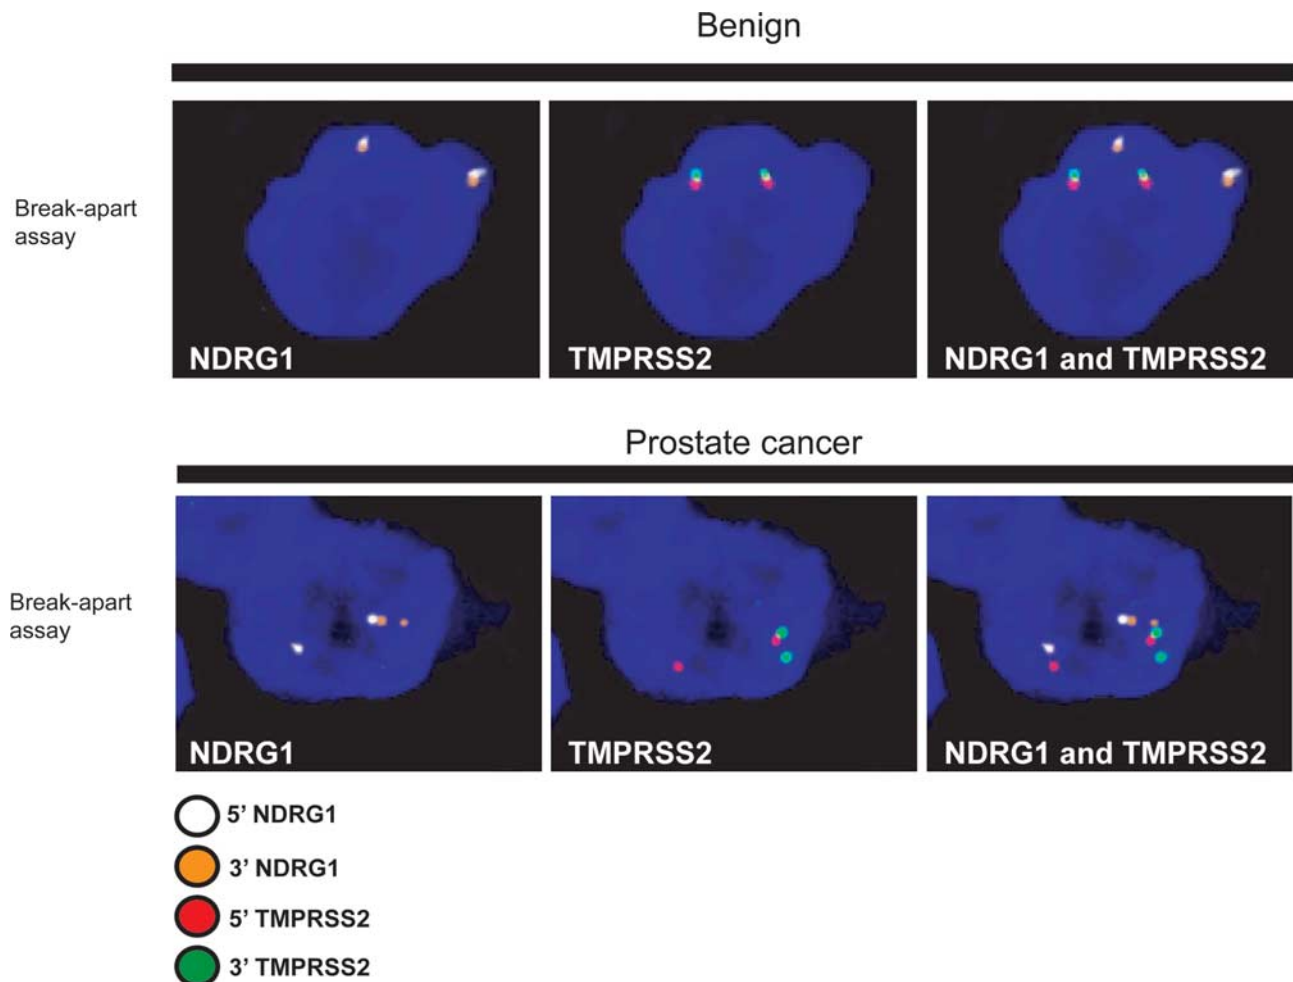 Benign
Break-apart
assay
NDRG1
TMPRSS2
NDRG1 and TMPRSS2
Prostate cancer
Break-apart
assay
NDRG1
TMPRSS2
NDRG1 and TMPRSS2
5’ NDRG1
3’ NDRG1
5’ TMPRSS2
3’ TMPRSS2